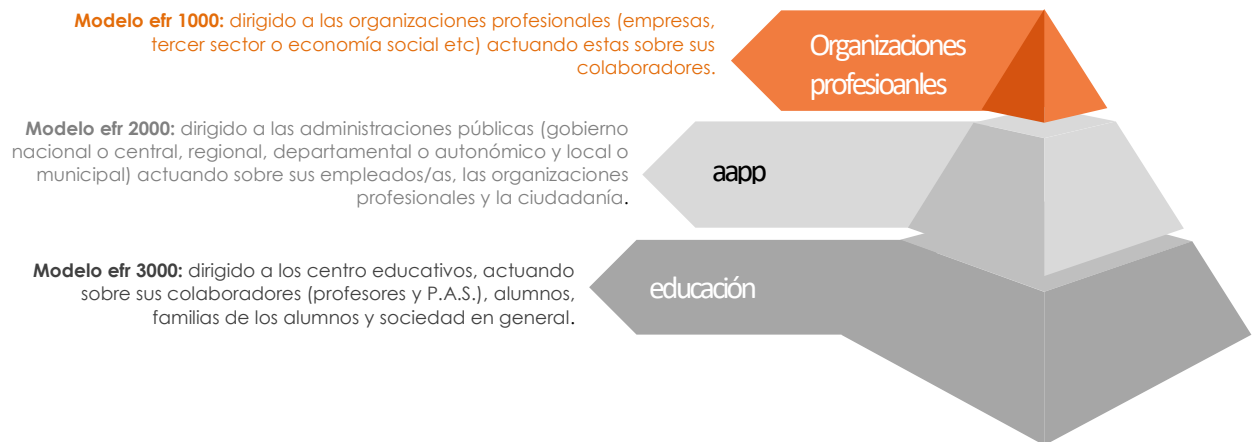 Modelo efr 1000: dirigido a las organizaciones profesionales (empresas,
tercer sector o economía social etc) actuando estas sobre sus
colaboradores.
Organizaciones
profesioanles
Modelo efr 2000: dirigido a las administraciones públicas (gobierno
nacional o central, regional, departamental o autonómico y local o
municipal) actuando sobre sus empleados/as, las organizaciones
profesionales y la ciudadanía.
aapp
Modelo efr 3000: dirigido a los centro educativos, actuando
sobre sus colaboradores (profesores y P.A.S.), alumnos,
familias de los alumnos y sociedad en general.
educación